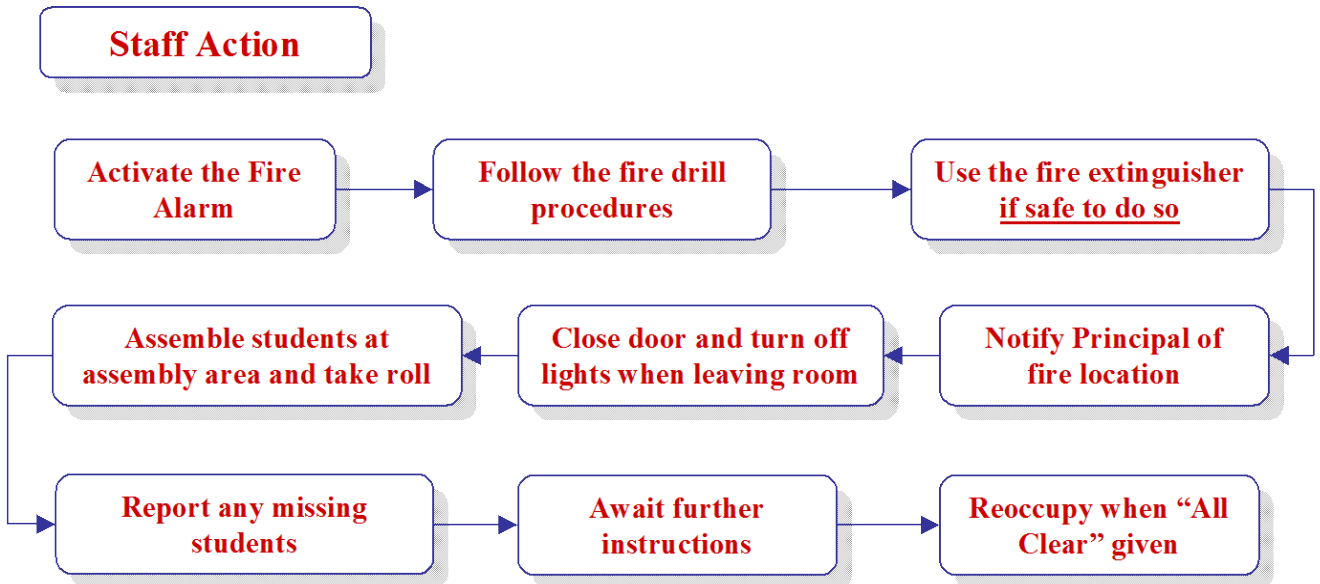 Staff Action
Activate the Fire
Alarm
Follow the fire drill
procedures
Use the fire extinguisher
if safe to do so
Notify Principal of
fire location
Close door and turn off
lights when leaving room
Assemble students at
assembly area and take roll
Report any missing
students
Await further
instructions
Reoccupy when “All
Clear” given